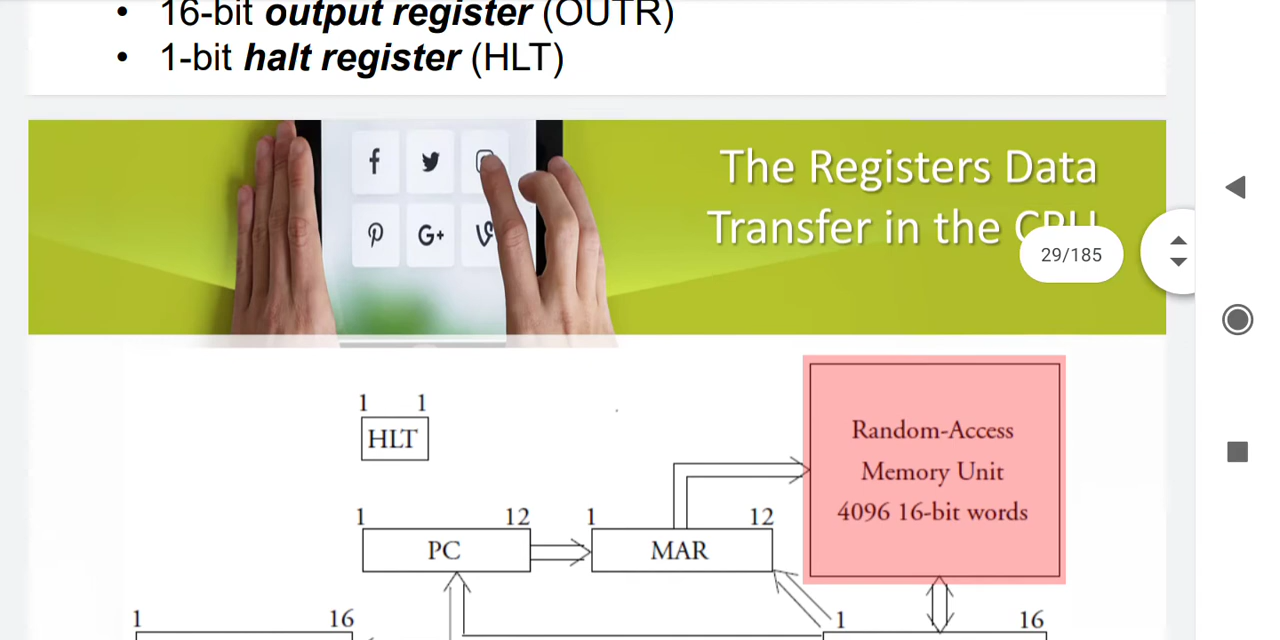 • 16-bit output register (OUTR)
• 1-bit halt register (HLT)
f
G+
The Registers Data
Transfer in the CPU
29/185
1 1
HLT
Random-Access
Memory Unit
4096 16-bit words
1 12 1 12
PC MAR
1 16 1 16